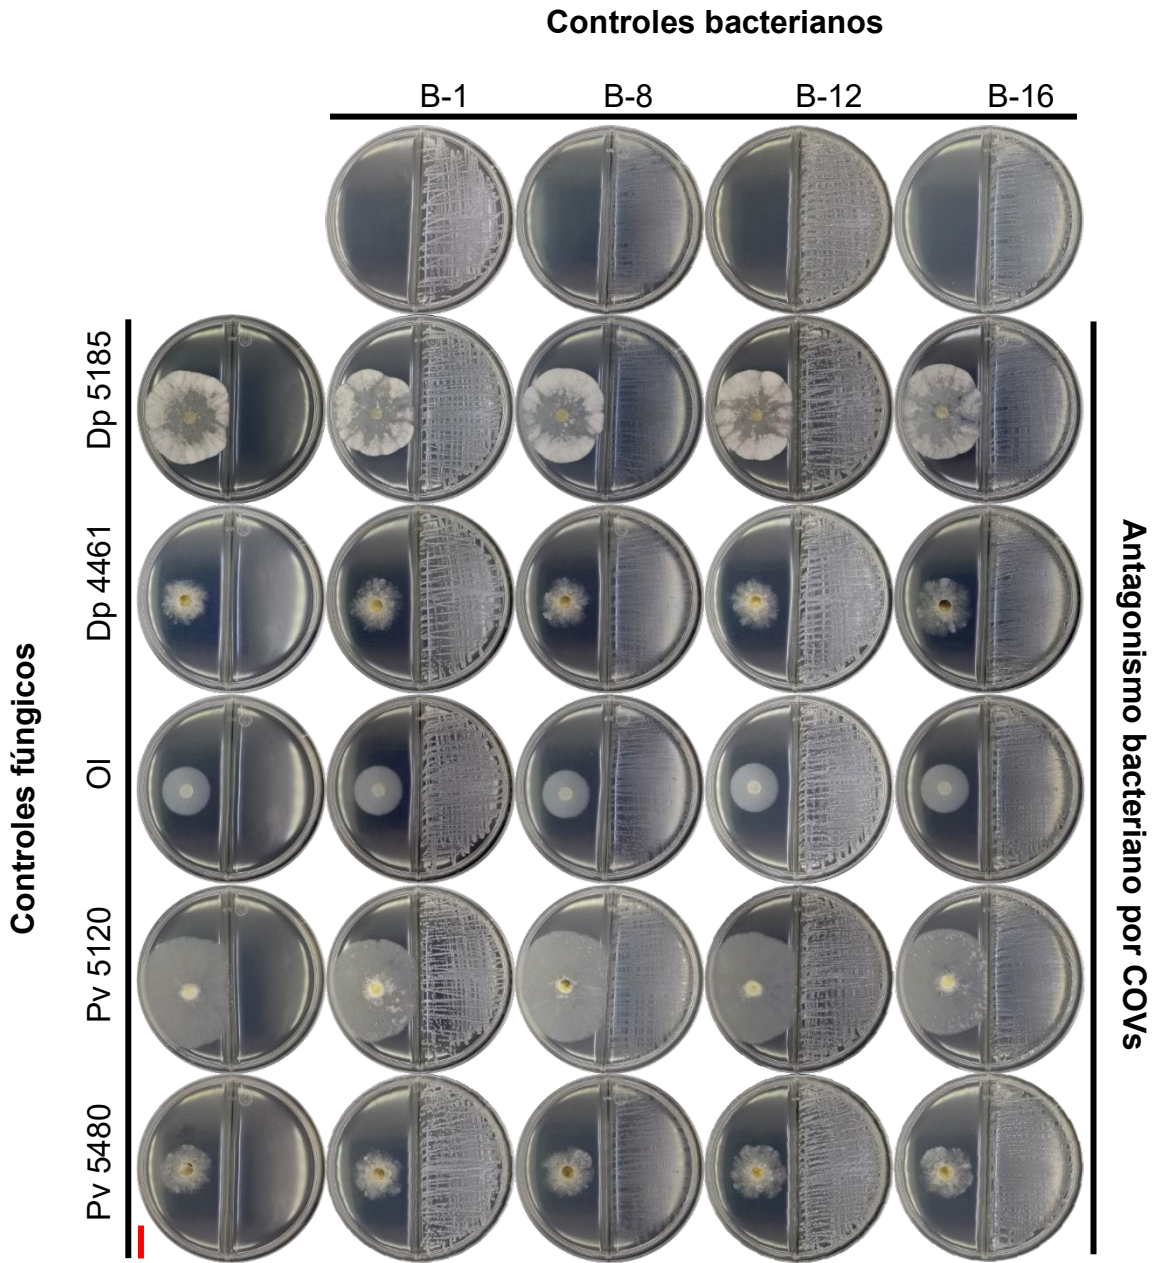 Controles bacterianos
B-1 B-8 B-12 B-16
Controles fúngicos
Dp 5185
Dp 4461
Ol
Pv 5120
Pv 5480
Antagonismo bacteriano por COVs